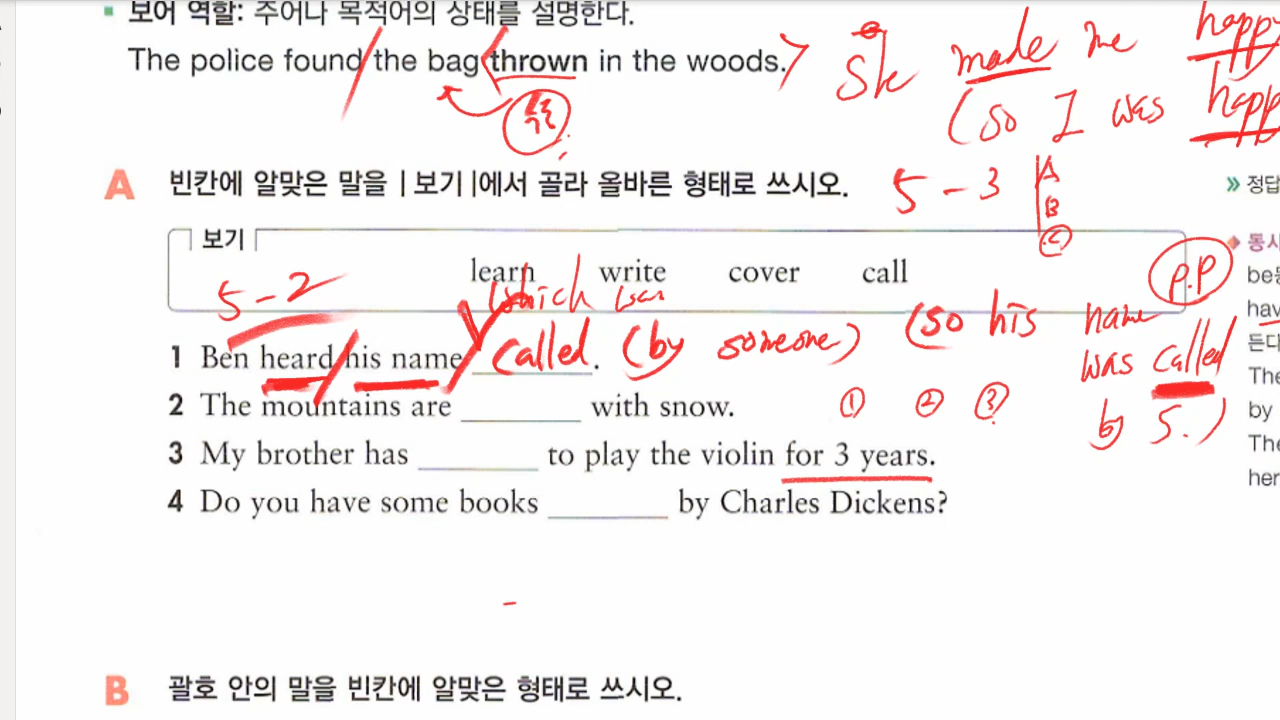 보어 역할: 주어나 목적어의 상태를 설명한다.
The police found the bag thrown in the woods.
She made me happy
(so I was happy
A 빈칸에 알맞은 말을 | 보기 |에서 골라 올바른 형태로 쓰시오.
5-3 A
B
C
» 정답
보기
learn write cover call
통사
p.p
be동
5-2
which was
hav
1 Ben heard his name called. (by someone) (so his name
was called
by S.)
든다
The
2 The mountains are ________ with snow.
① ② ③
by
3 My brother has ________ to play the violin for 3 years.
The
her
4 Do you have some books ________ by Charles Dickens?
B 괄호 안의 말을 빈칸에 알맞은 형태로 쓰시오.